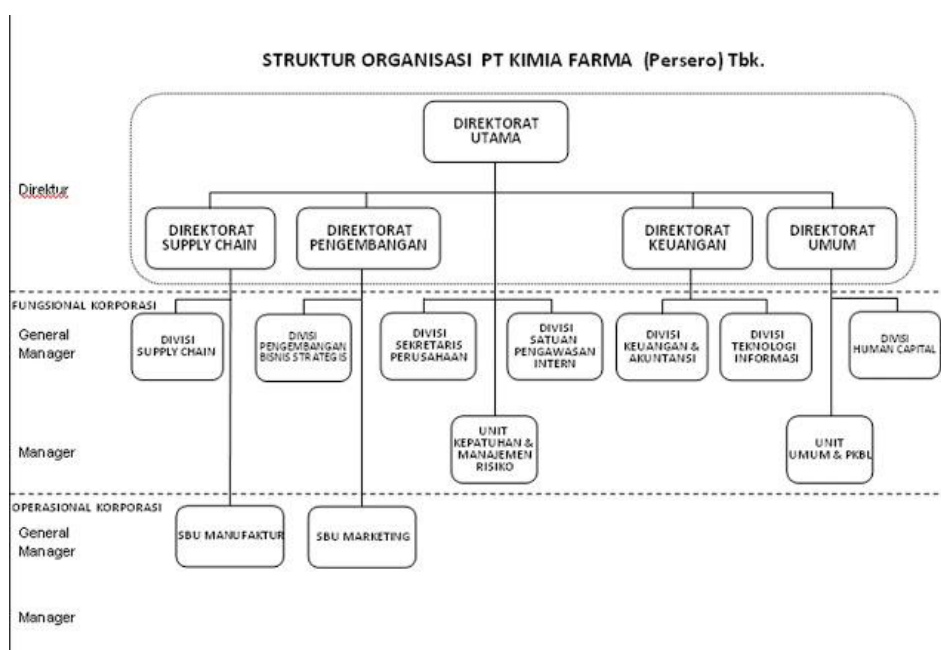 STRUKTUR ORGANISASI PT KIMIA FARMA (Persero) Tbk.
DIREKTORAT
UTAMA
Direktur
DIREKTORAT
SUPPLY CHAIN
DIREKTORAT
PENGEMBANGAN
DIREKTORAT
KEUANGAN
DIREKTORAT
UMUM
FUNGSIONAL KORPORASI
General
Manager
DIVISI
SUPPLY CHAIN
DIVISI
PENGEMBANGAN
BISNIS STRATEGIS
DIVISI
SEKRETARIS
PERUSAHAAN
DIVISI
SATUAN
PENGAWASAN
INTERN
DIVISI
KEUANGAN &
AKUNTANSI
DIVISI
TEKNOLOGI
INFORMASI
DIVISI
HUMAN CAPITAL
Manager
UNIT
KEPATUHAN &
MANAJEMEN
RISIKO
UNIT
UMUM & PKBL
OPERASIONAL KORPORASI
General
Manager
SBU MANUFAKTUR
SBU MARKETING
Manager